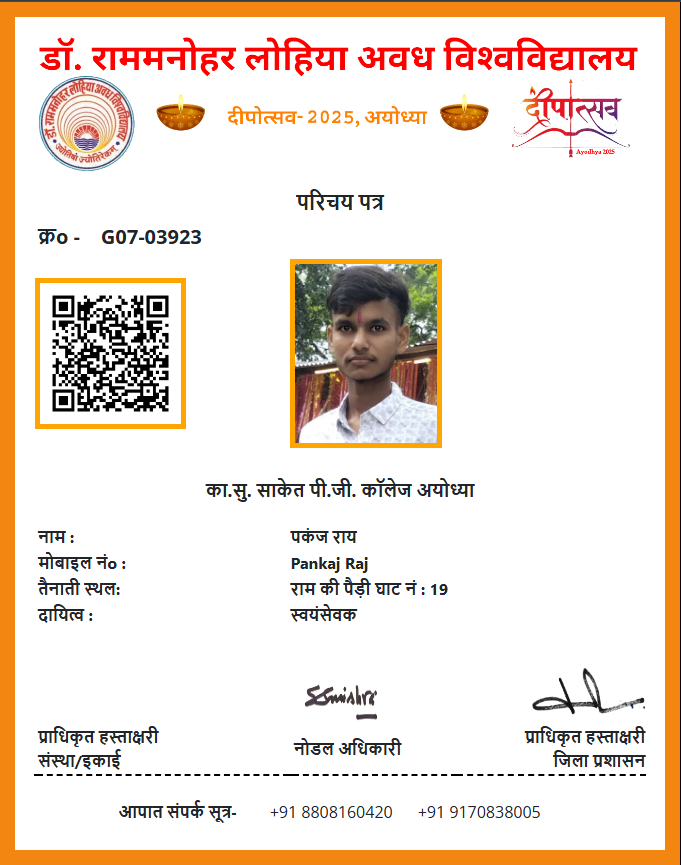 डॉ. राममनोहर लोहिया अवध विश्वविद्यालय
डा. राममनोहर लोहिया अवध विश्वविद्यालय
ज्योतिषां ज्योतिरेकम्
दीपोत्सव- 2025, अयोध्या
दीपोत्सव
Ayodhya 2025
परिचय पत्र
क्र० - G07-03923
का.सु. साकेत पी.जी. कॉलेज अयोध्या
नाम : पकंज राय
मोबाइल नं० : Pankaj Raj
तैनाती स्थल: राम की पैड़ी घाट नं : 19
दायित्व : स्वयंसेवक
SSmishra
प्राधिकृत हस्ताक्षरी
संस्था/इकाई
नोडल अधिकारी
प्राधिकृत हस्ताक्षरी
जिला प्रशासन
आपात संपर्क सूत्र- +91 8808160420 +91 9170838005